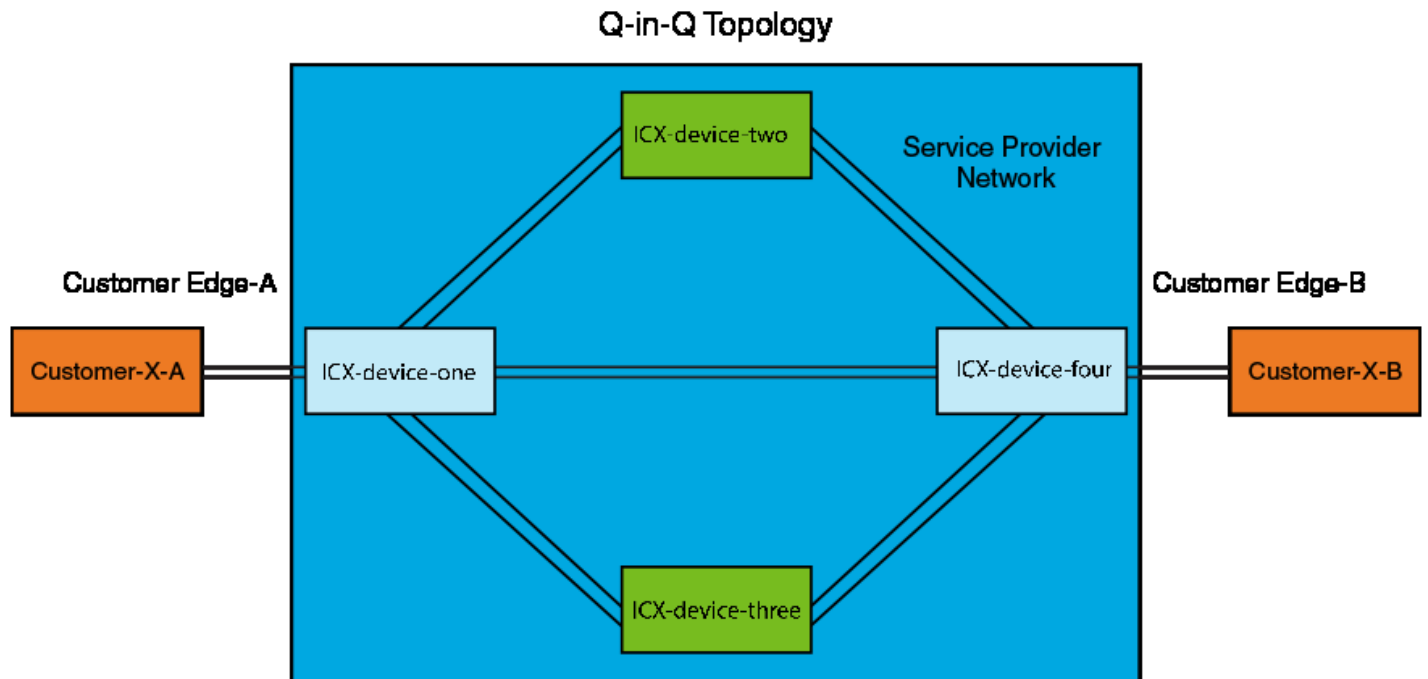 Q-in-Q Topology
ICX-device-two
Service Provider
Network
Customer Edge-A
Customer Edge-B
Customer-X-A
ICX-device-one
ICX-device-four
Customer-X-B
ICX-device-three